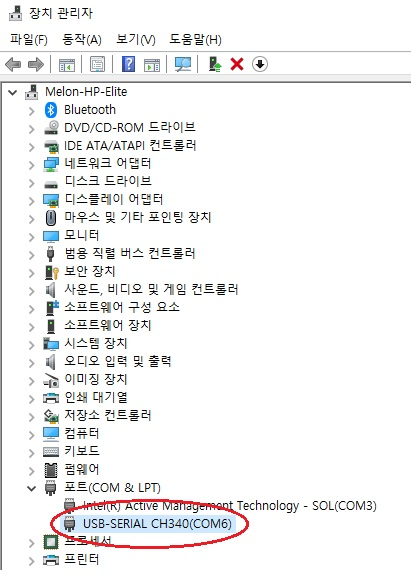 장치 관리자
파일(F) 동작(A) 보기(V) 도움말(H)
Melon-HP-Elite
Bluetooth
DVD/CD-ROM 드라이브
IDE ATA/ATAPI 컨트롤러
네트워크 어댑터
디스크 드라이브
디스플레이 어댑터
마우스 및 기타 포인팅 장치
모니터
범용 직렬 버스 컨트롤러
보안 장치
사운드, 비디오 및 게임 컨트롤러
소프트웨어 구성 요소
소프트웨어 장치
시스템 장치
오디오 입력 및 출력
이미징 장치
인쇄 대기열
저장소 컨트롤러
컴퓨터
키보드
펌웨어
포트(COM & LPT)
Intel(R) Active Management Technology - SOL(COM3)
USB-SERIAL CH340(COM6)
프로세서
프린터